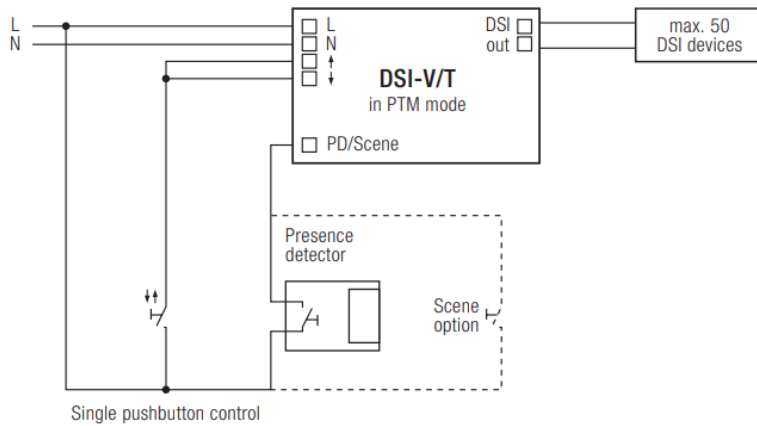 L
N
L
N
↑
↓
DSI
out
DSI-V/T
in PTM mode
PD/Scene
max. 50
DSI devices
Presence
detector
↓↑
Scene
option
Single pushbutton control